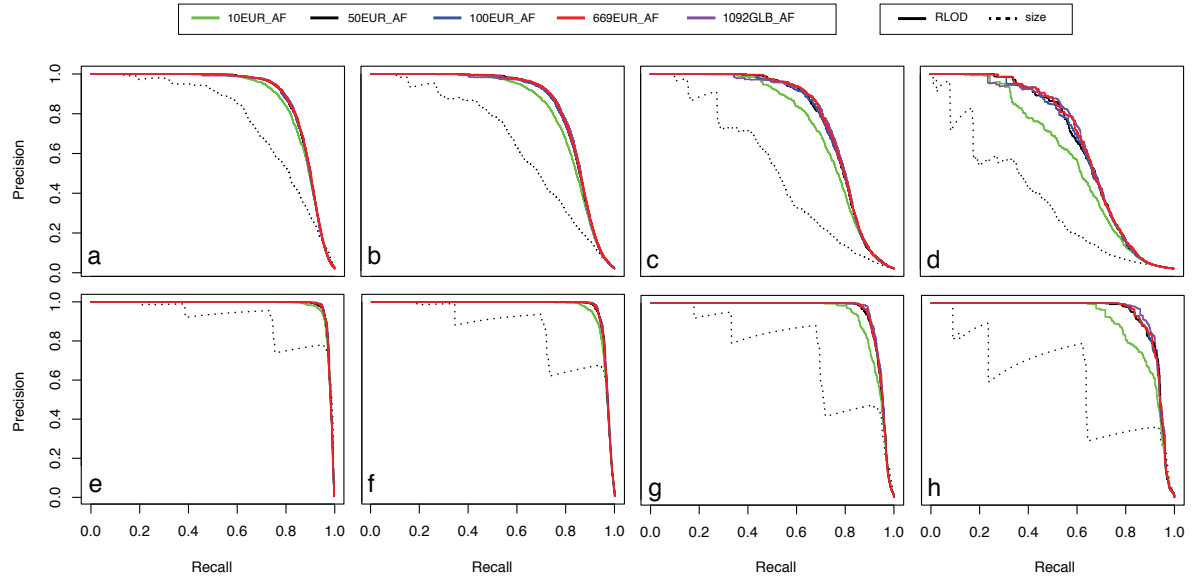 10EUR_AF 50EUR_AF 100EUR_AF 669EUR_AF 1092GLB_AF RLOD size
Precision
0.0 0.2 0.4 0.6 0.8 1.0
a b c d
Precision
0.0 0.2 0.4 0.6 0.8 1.0
e f g h
0.0 0.2 0.4 0.6 0.8 1.0 0.0 0.2 0.4 0.6 0.8 1.0 0.0 0.2 0.4 0.6 0.8 1.0 0.0 0.2 0.4 0.6 0.8 1.0
Recall Recall Recall Recall